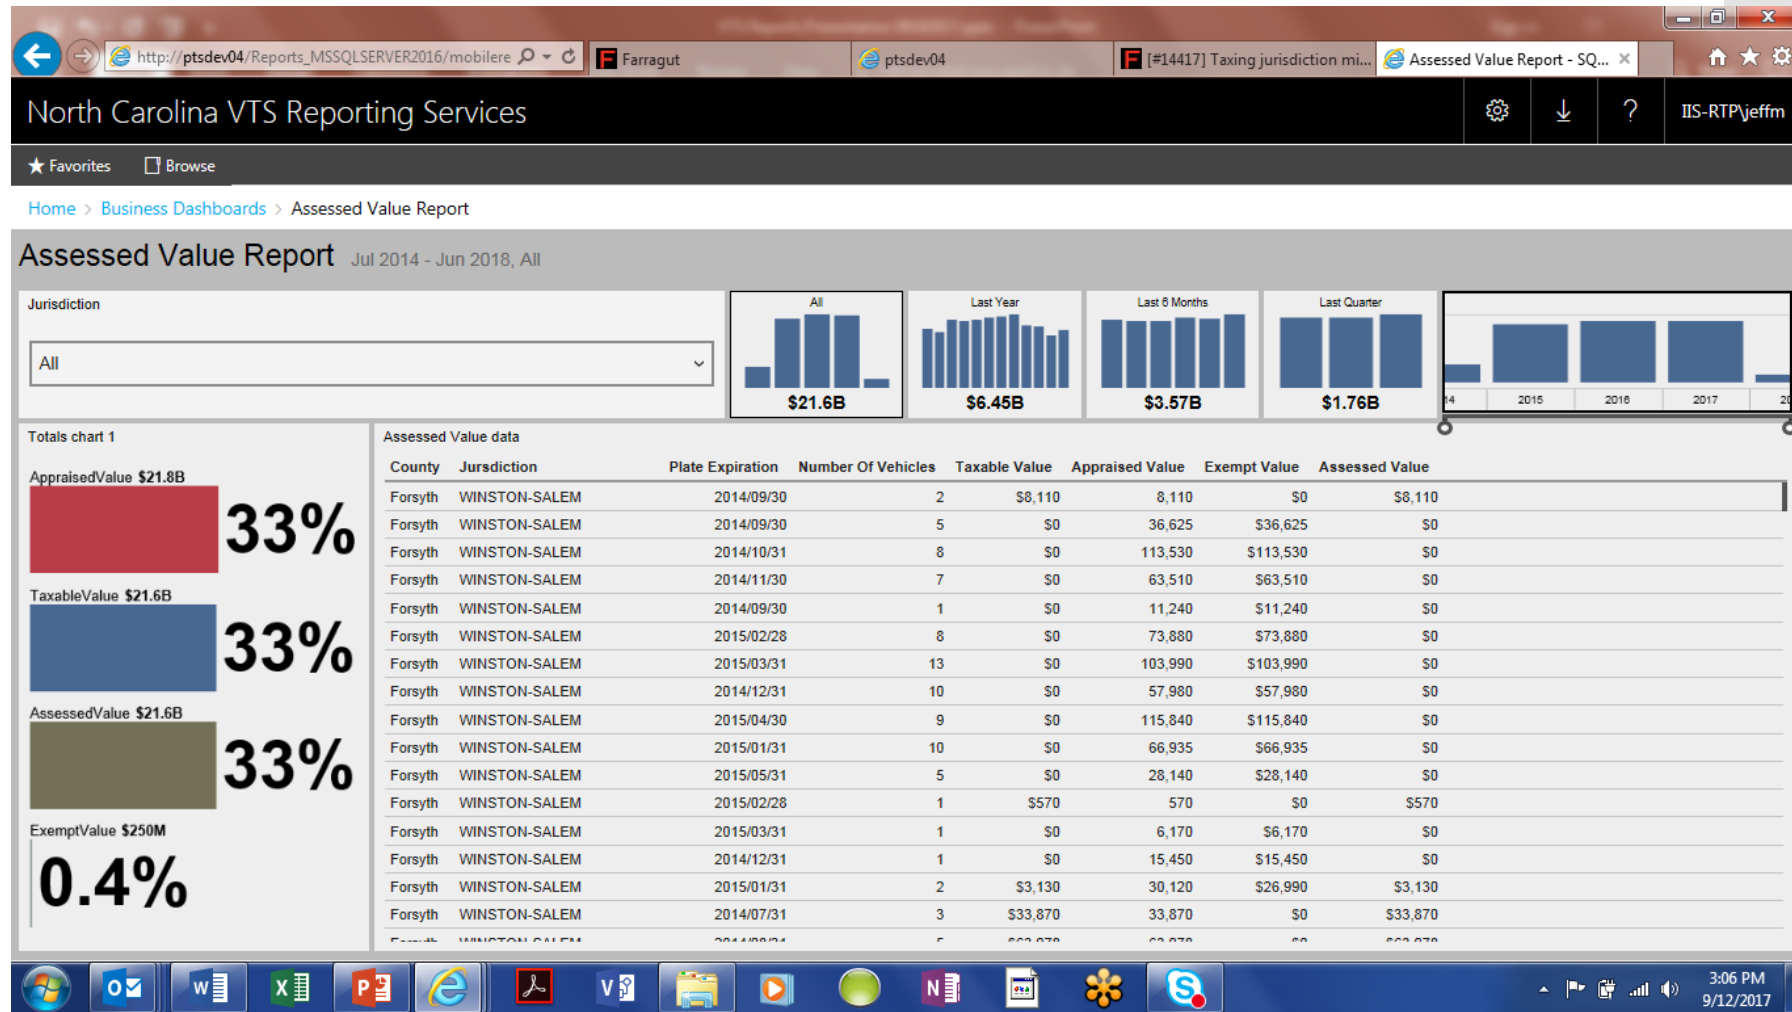 http://ptsdev04/Reports_MSSQLSERVER2016/mobilere
Farragut
ptsdev04
[#14417] Taxing jurisdiction mi...
Assessed Value Report - SQ...
North Carolina VTS Reporting Services
?
IIS-RTP\jeffm
Favorites
Browse
Home > Business Dashboards > Assessed Value Report
Assessed Value Report Jul 2014 - Jun 2018, All
Jurisdiction
All
All
$21.6B
Last Year
$6.45B
Last 6 Months
$3.57B
Last Quarter
$1.76B
14 2015 2016 2017 20
Totals chart 1
AppraisedValue $21.8B
33%
TaxableValue $21.6B
33%
AssessedValue $21.6B
33%
ExemptValue $250M
0.4%
Assessed Value data
County Jursdiction Plate Expiration Number Of Vehicles Taxable Value Appraised Value Exempt Value Assessed Value
Forsyth WINSTON-SALEM 2014/09/30 2 $8,110 8,110 $0 $8,110
Forsyth WINSTON-SALEM 2014/09/30 5 $0 36,625 $36,625 $0
Forsyth WINSTON-SALEM 2014/10/31 8 $0 113,530 $113,530 $0
Forsyth WINSTON-SALEM 2014/11/30 7 $0 63,510 $63,510 $0
Forsyth WINSTON-SALEM 2014/09/30 1 $0 11,240 $11,240 $0
Forsyth WINSTON-SALEM 2015/02/28 8 $0 73,880 $73,880 $0
Forsyth WINSTON-SALEM 2015/03/31 13 $0 103,990 $103,990 $0
Forsyth WINSTON-SALEM 2014/12/31 10 $0 57,980 $57,980 $0
Forsyth WINSTON-SALEM 2015/04/30 9 $0 115,840 $115,840 $0
Forsyth WINSTON-SALEM 2015/01/31 10 $0 66,935 $66,935 $0
Forsyth WINSTON-SALEM 2015/05/31 5 $0 28,140 $28,140 $0
Forsyth WINSTON-SALEM 2015/02/28 1 $570 570 $0 $570
Forsyth WINSTON-SALEM 2015/03/31 1 $0 6,170 $6,170 $0
Forsyth WINSTON-SALEM 2014/12/31 1 $0 15,450 $15,450 $0
Forsyth WINSTON-SALEM 2015/01/31 2 $3,130 30,120 $26,990 $3,130
Forsyth WINSTON-SALEM 2014/07/31 3 $33,870 33,870 $0 $33,870
3:06 PM
9/12/2017